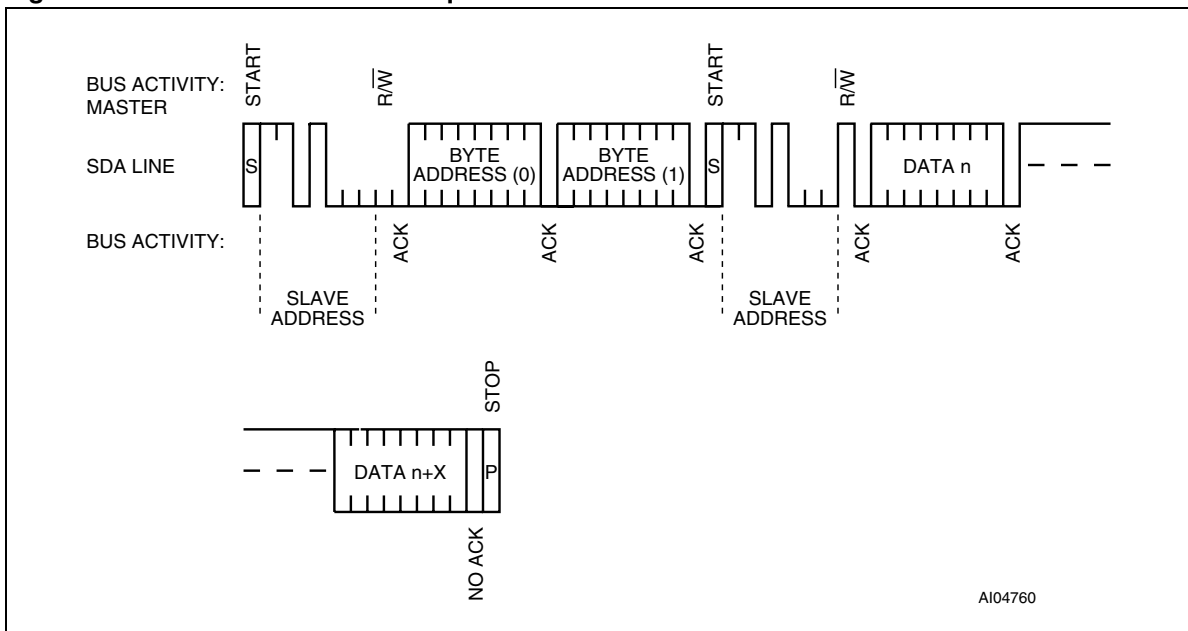 START
R/W
START
R/W
BUS ACTIVITY:
MASTER
SDA LINE
S
BYTE
ADDRESS (0)
BYTE
ADDRESS (1)
S
DATA n
BUS ACTIVITY:
ACK
ACK
ACK
ACK
ACK
SLAVE
ADDRESS
SLAVE
ADDRESS
STOP
DATA n+X
P
NO ACK
AI04760